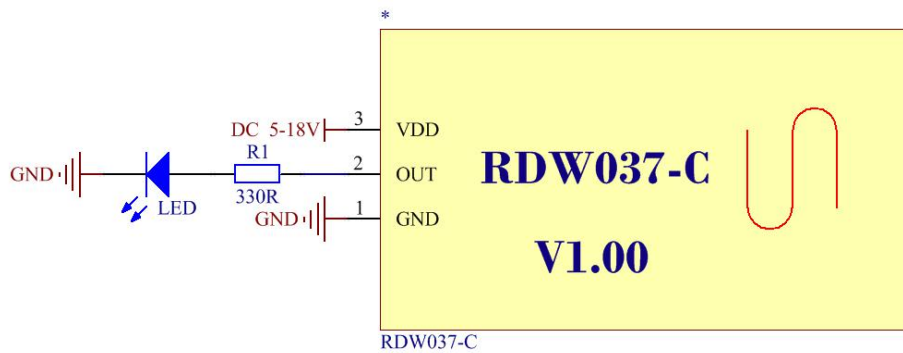 *
DC 5-18V
3
VDD
R1
2
OUT
GND
LED
330R
GND
1
GND
RDW037-C
V1.00
RDW037-C